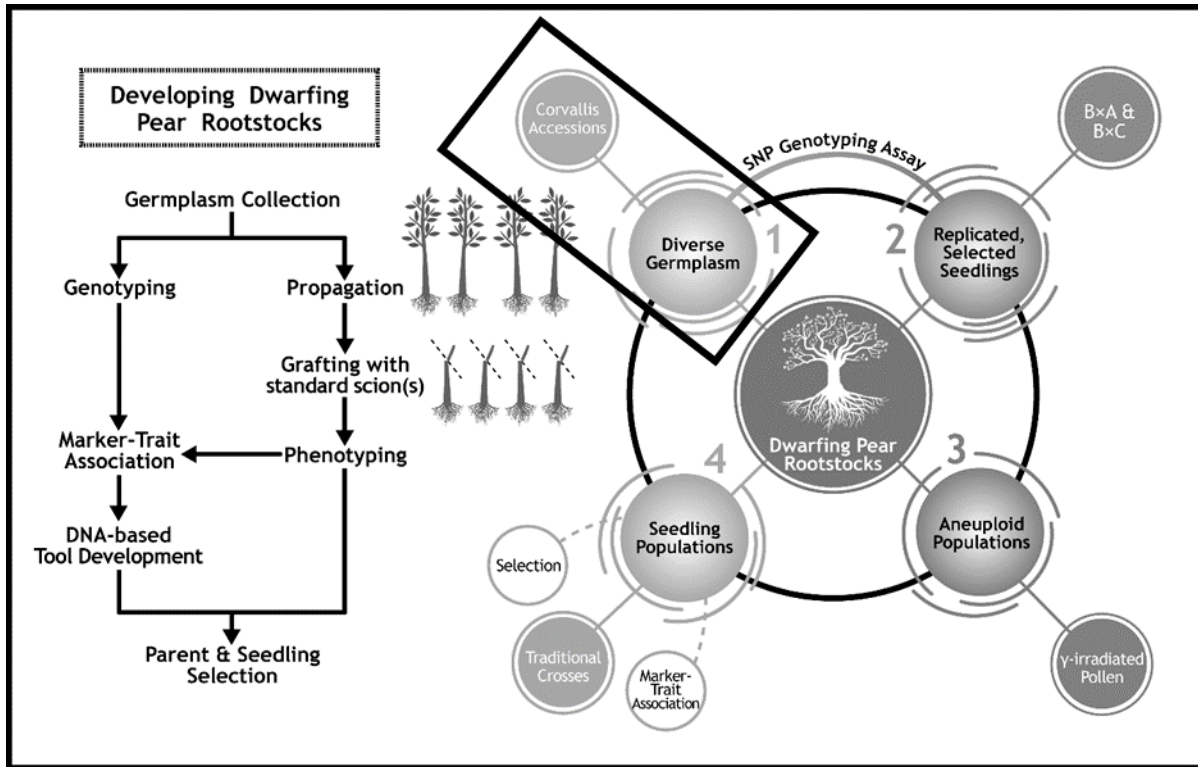 Developing Dwarfing
Pear Rootstocks
Germplasm Collection
Genotyping
Propagation
Grafting with
standard scion(s)
Marker-Trait
Association
Phenotyping
DNA-based
Tool Development
Parent & Seedling
Selection
Corvallis
Accessions
SNP Genotyping Assay
B×A &
B×C
Diverse
Germplasm
1
2
Replicated,
Selected
Seedlings
Dwarfing Pear
Rootstocks
4
3
Seedling
Populations
Aneuploid
Populations
Selection
Traditional
Crosses
Marker-
Trait
Association
γ-irradiated
Pollen